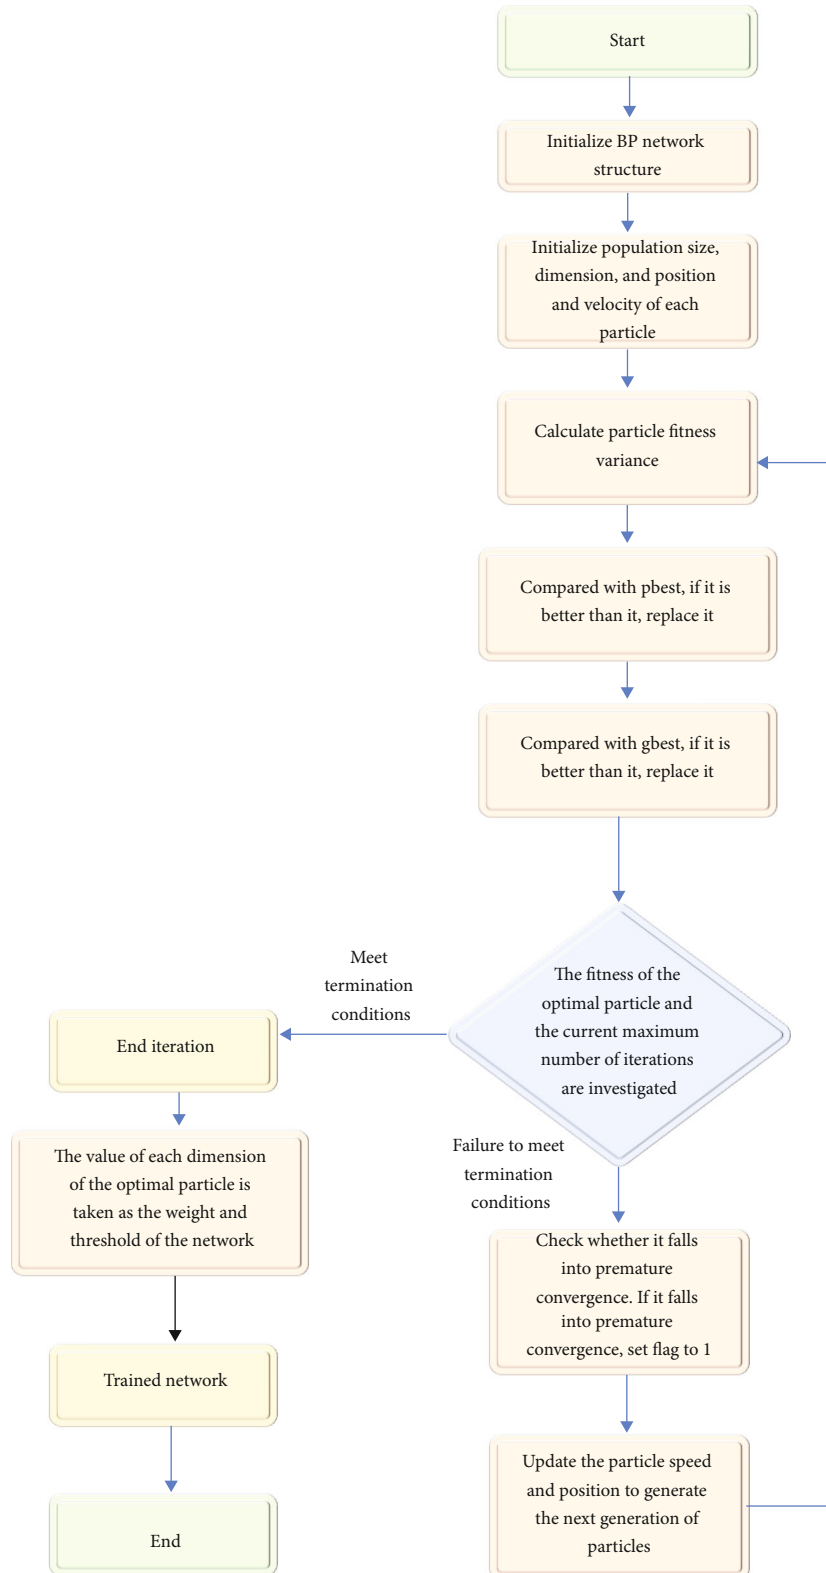 Start
Initialize BP network
structure
Initialize population size,
dimension, and position
and velocity of each
particle
Calculate particle fitness
variance
Compared with pbest, if it is
better than it, replace it
Compared with gbest, if it is
better than it, replace it
The fitness of the
optimal particle and
the current maximum
number of iterations
are investigated
Meet
termination
conditions
End iteration
The value of each dimension
of the optimal particle is
taken as the weight and
threshold of the network
Trained network
End
Failure to meet
termination
conditions
Check whether it falls
into premature
convergence. If it falls
into premature
convergence, set flag to 1
Update the particle speed
and position to generate
the next generation of
particles